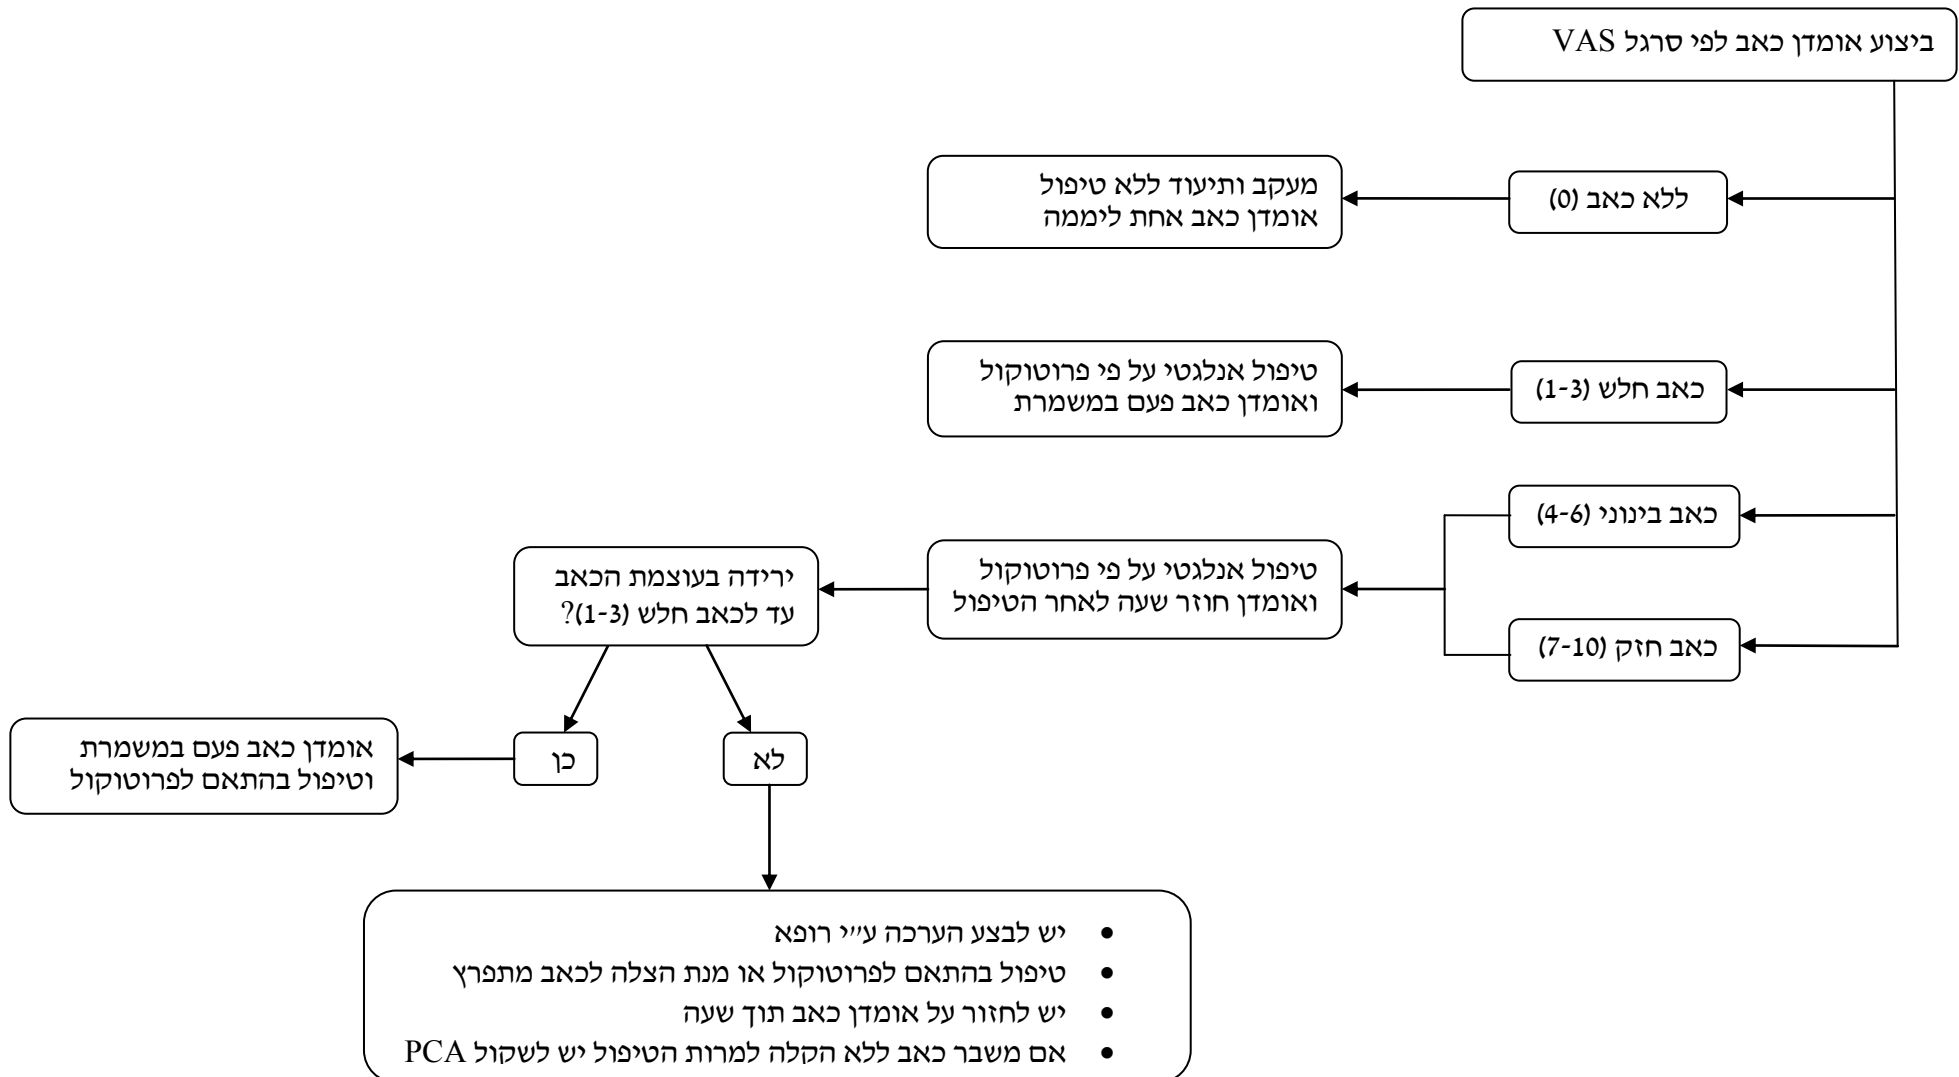 ביצוע אומדן כאב לפי סרגל VAS
ללא כאב (0)
מעקב ותיעוד ללא טיפול
אומדן כאב אחת ליממה
כאב חלש (1-3)
טיפול אנלגטי על פי פרוטוקול
ואומדן כאב פעם במשמרת
כאב בינוני (4-6)
כאב חזק (7-10)
טיפול אנלגטי על פי פרוטוקול
ואומדן חוזר שעה לאחר הטיפול
ירידה בעוצמת הכאב
עד לכאב חלש (1-3)?
לא
כן
אומדן כאב פעם במשמרת
וטיפול בהתאם לפרוטוקול
• יש לבצע הערכה ע״י רופא
• טיפול בהתאם לפרוטוקול או מנת הצלה לכאב מתפרץ
• יש לחזור על אומדן כאב תוך שעה
• אם משבר כאב ללא הקלה למרות הטיפול יש לשקול PCA